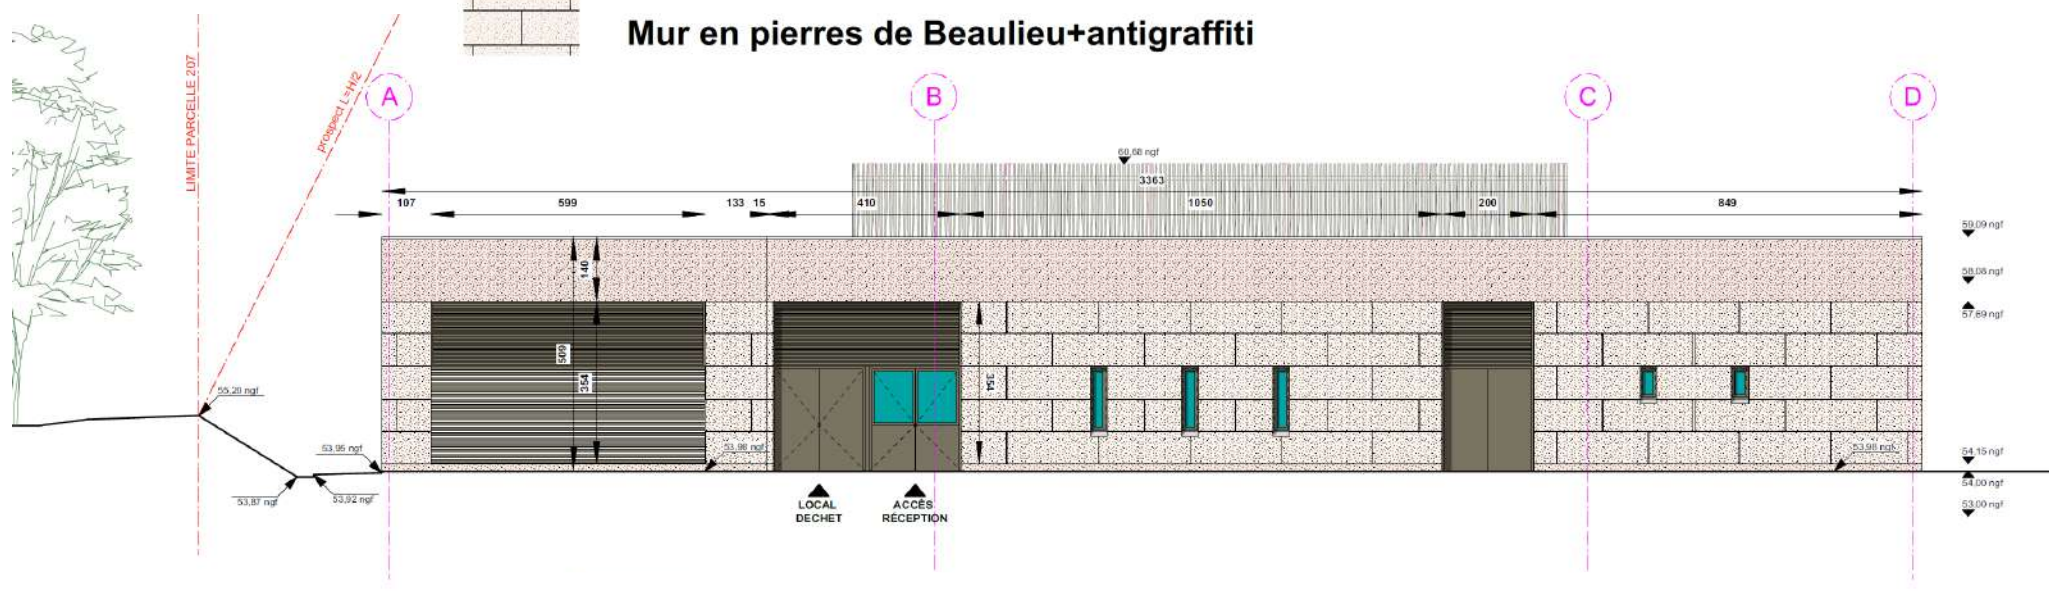 Mur en pierres de Beaulieu+antigraffiti
LIMITE PARCELLE 207
prospect L=H/2
A
B
C
D
60,68 ngf
3363
107
599
133
15
410
1050
200
849
59,09 ngf
58,08 ngf
57,69 ngf
140
509
354
354
55,20 ngf
53,95 ngf
53,98 ngf
53,98 ngf
54,15 ngf
54,00 ngf
53,00 ngf
53,87 ngf
53,92 ngf
LOCAL
DECHET
ACCÈS
RÉCEPTION